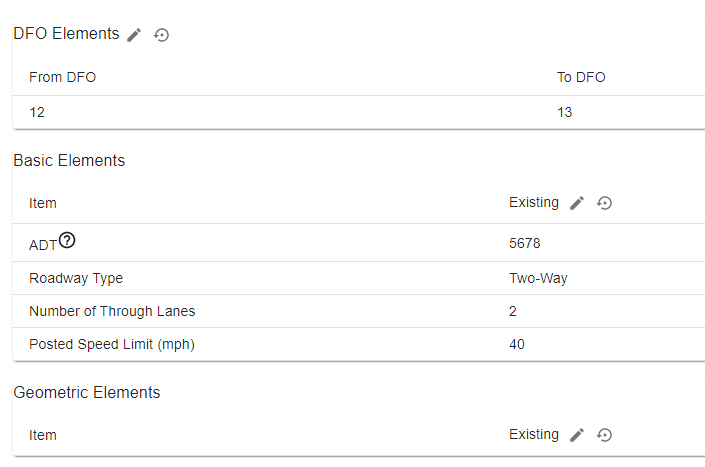 DFO Elements
From DFO To DFO
12 13
Basic Elements
Item Existing
ADT? 5678
Roadway Type Two-Way
Number of Through Lanes 2
Posted Speed Limit (mph) 40
Geometric Elements
Item Existing